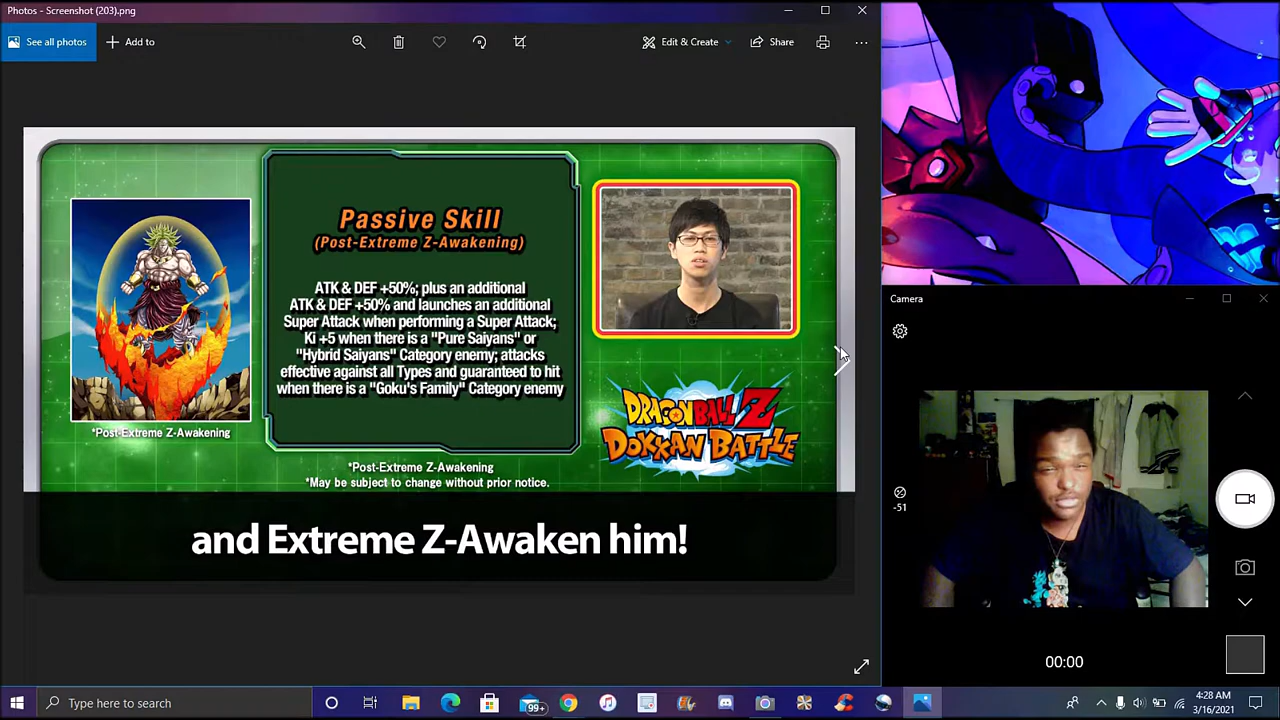 Photos - Screenshot (203).png
See all photos
Add to
Edit & Create
Share
Passive Skill
(Post-Extreme Z-Awakening)
ATK & DEF +50%; plus an additional
ATK & DEF +50% and launches an additional
Super Attack when performing a Super Attack;
Ki +5 when there is a "Pure Saiyans" or
"Hybrid Saiyans" Category enemy; attacks
effective against all Types and guaranteed to hit
when there is a "Goku's Family" Category enemy
*Post-Extreme Z-Awakening
*Post-Extreme Z-Awakening
*May be subject to change without prior notice.
DRAGON BALL Z
DOKKAN BATTLE
and Extreme Z-Awaken him!
Camera
-51
00:00
Type here to search
99+
4:28 AM
3/16/2021